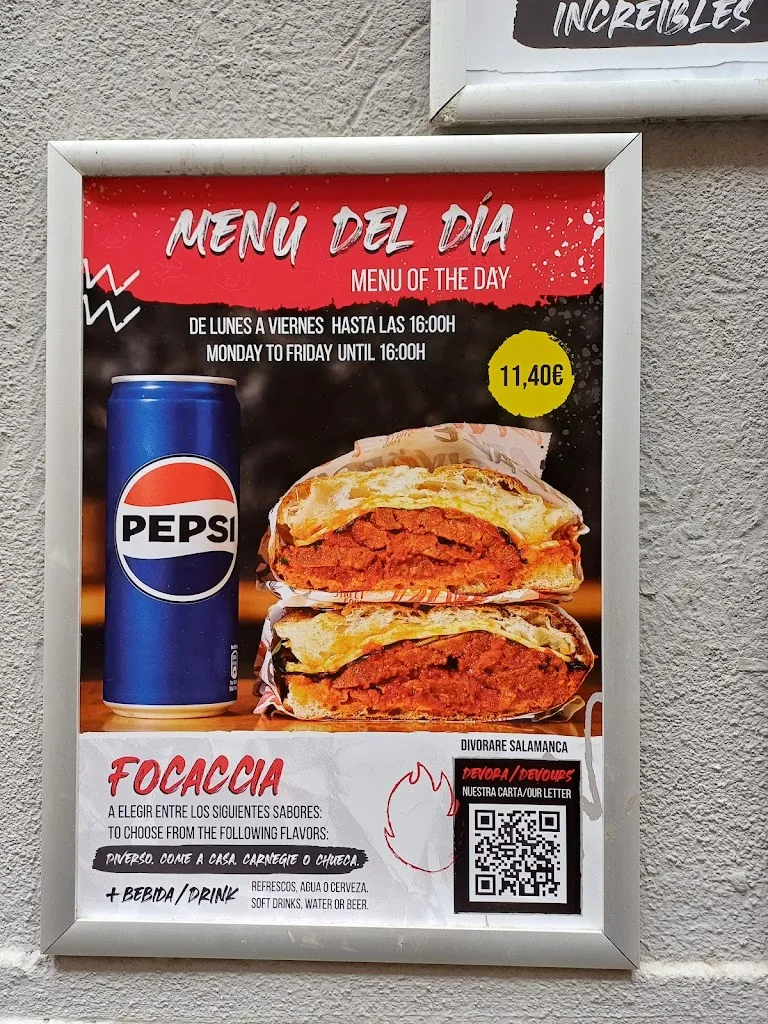 INCREÍBLES
MENÚ DEL DÍA
MENU OF THE DAY
DE LUNES A VIERNES HASTA LAS 16:00H
MONDAY TO FRIDAY UNTIL 16:00H
11,40€
PEPSI
DIVORARE SALAMANCA
FOCACCIA
A ELEGIR ENTRE LOS SIGUIENTES SABORES:
TO CHOOSE FROM THE FOLLOWING FLAVORS:
DIVERSO, COME A CASA, CARNEGIE O CHUECA.
+ BEBIDA/DRINK
REFRESCOS, AGUA O CERVEZA.
SOFT DRINKS, WATER OR BEER.
DEVORA/DEVOURS
NUESTRA CARTA/OUR LETTER